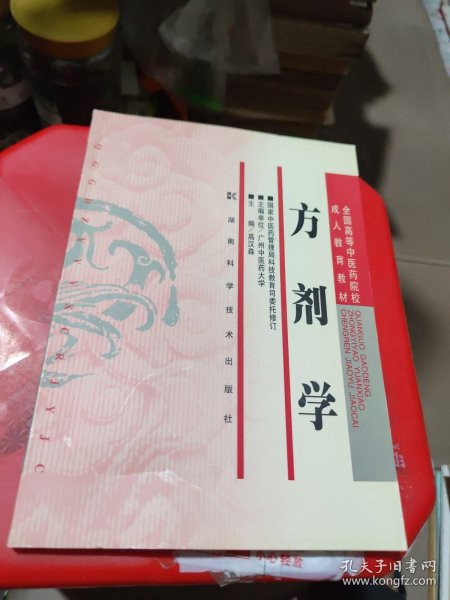 全国高等中医药院校
成人教育教材
QUANGUO GAODENG
ZHONGYIYAO YUANXIAO
CHENGREN JIAOYU JIAOCAI
方剂学
■国家中医药管理局科技教育司委托修订
■主编单位/广州中医药大学
■主 编/高汉森
湖南科学技术出版社
小心轻放
孔夫子旧书网
www.kongfz.com